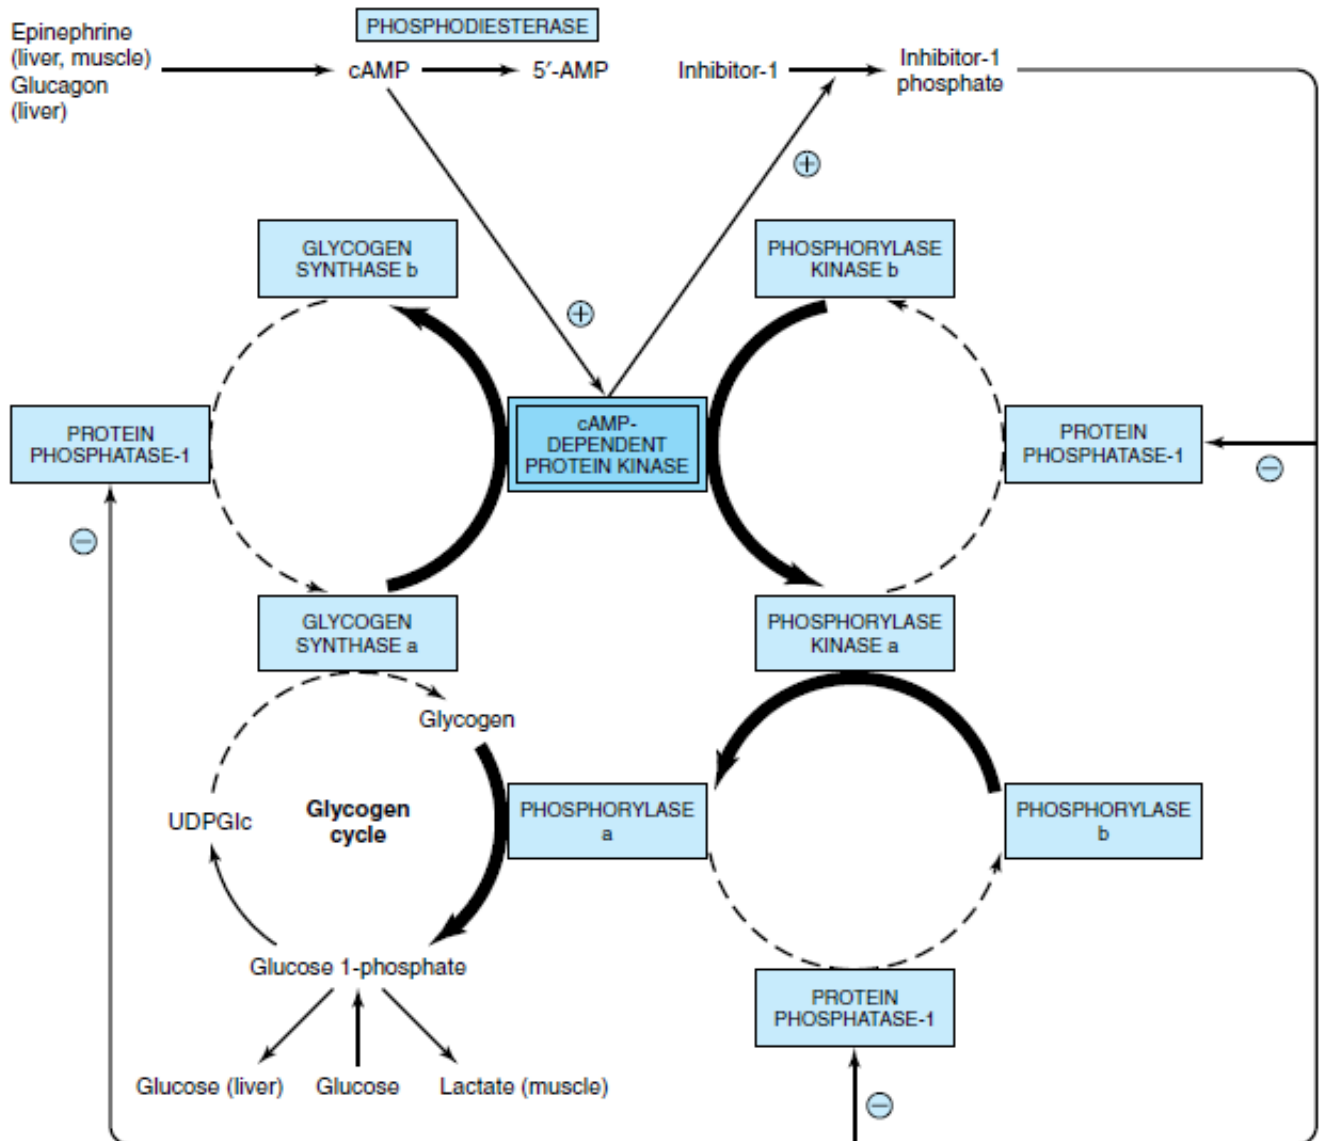 Epinephrine
(liver, muscle)
Glucagon
(liver)
PHOSPHODIESTERASE
cAMP
5′-AMP
Inhibitor-1
Inhibitor-1
phosphate
+
+
GLYCOGEN
SYNTHASE b
PHOSPHORYLASE
KINASE b
PROTEIN
PHOSPHATASE-1
cAMP-
DEPENDENT
PROTEIN KINASE
PROTEIN
PHOSPHATASE-1
−
−
GLYCOGEN
SYNTHASE a
PHOSPHORYLASE
KINASE a
Glycogen
UDPGlc
Glycogen
cycle
PHOSPHORYLASE
a
PHOSPHORYLASE
b
Glucose 1-phosphate
PROTEIN
PHOSPHATASE-1
Glucose (liver)
Glucose
Lactate (muscle)
−